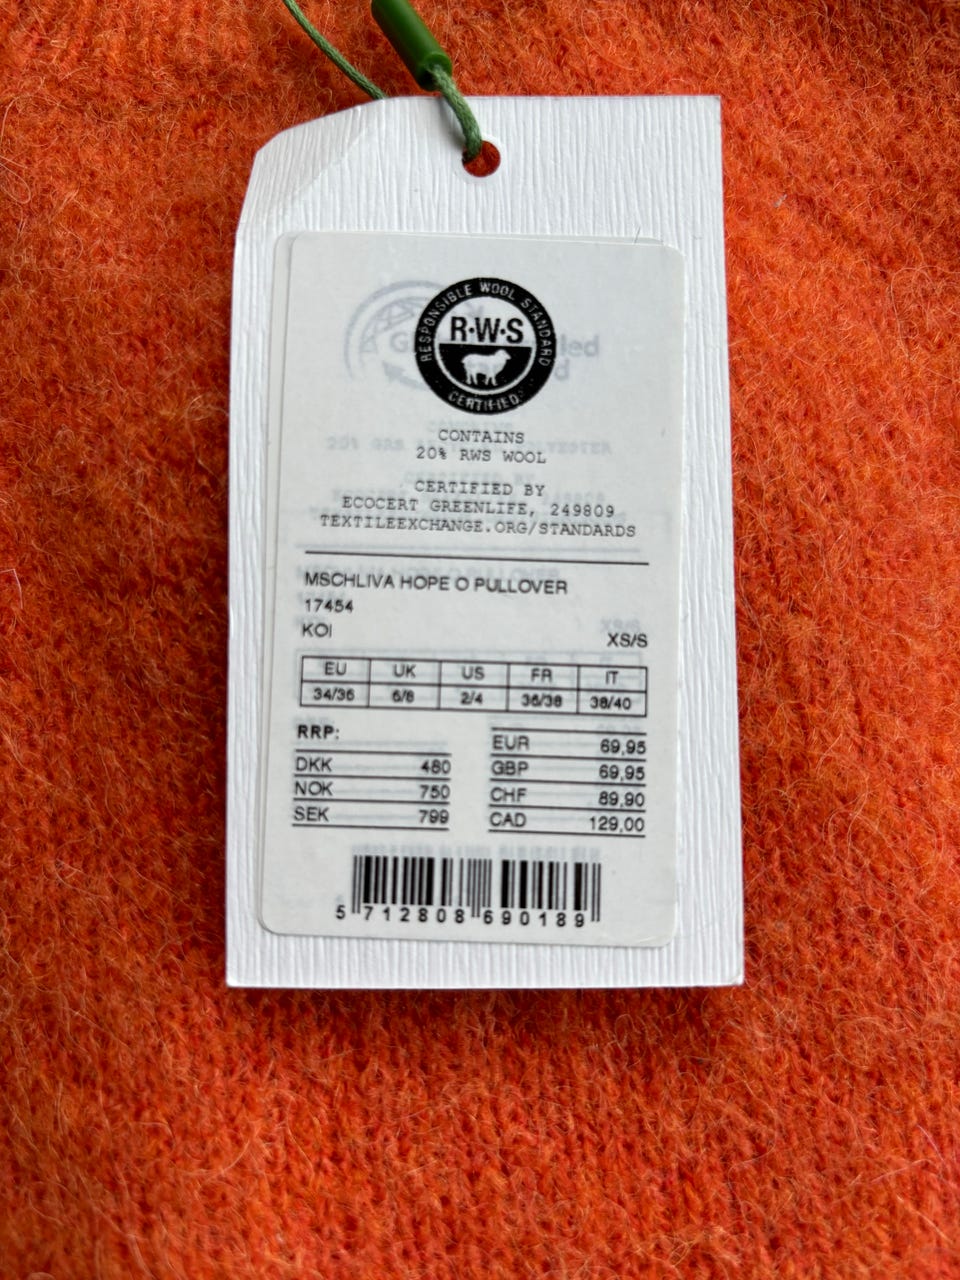 RESPONSIBLE WOOL STANDARD
R·W·S
CERTIFIED
CONTAINS
20% RWS WOOL
CERTIFIED BY
ECOCERT GREENLIFE, 249809
TEXTILEEXCHANGE.ORG/STANDARDS
MSCHLIVA HOPE O PULLOVER
17454
KOI
XS/S
EU UK US FR IT
34/36 6/8 2/4 36/38 38/40
RRP:
DKK 480
NOK 750
SEK 799
EUR 69,95
GBP 69,95
CHF 89,90
CAD 129,00
5 712808 690189